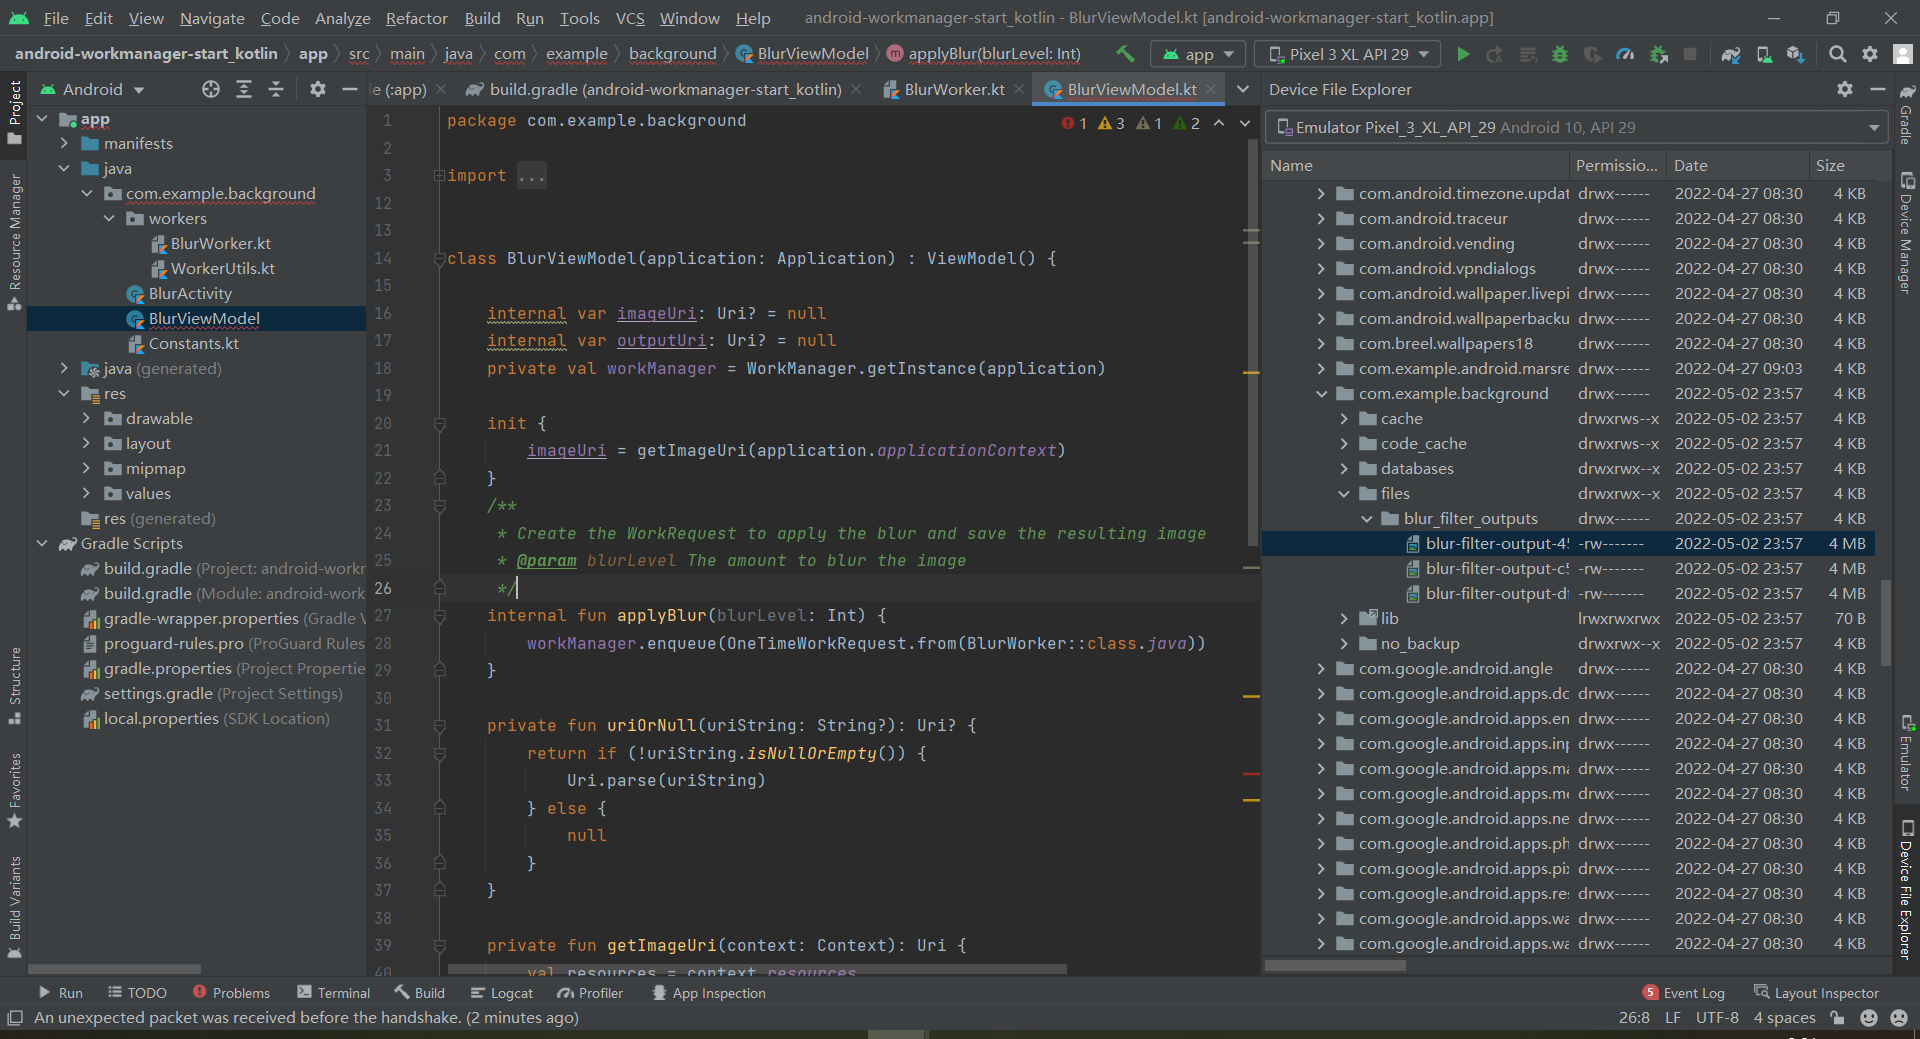 File Edit View Navigate Code Analyze Refactor Build Run Tools VCS Window Help android-workmanager-start_kotlin - BlurViewModel.kt [android-workmanager-start_kotlin.app]
android-workmanager-start_kotlin app src main java com example background BlurViewModel applyBlur(blurLevel: Int) app Pixel 3 XL API 29
Project
Resource Manager
Structure
Favorites
Build Variants
Android
app
manifests
java
com.example.background
workers
BlurWorker.kt
WorkerUtils.kt
BlurActivity
BlurViewModel
Constants.kt
java (generated)
res
drawable
layout
mipmap
values
res (generated)
Gradle Scripts
build.gradle (Project: android-workr
build.gradle (Module: android-work
gradle-wrapper.properties (Gradle V
proguard-rules.pro (ProGuard Rules
gradle.properties (Project Propertie
settings.gradle (Project Settings)
local.properties (SDK Location)
le (:app) build.gradle (android-workmanager-start_kotlin) BlurWorker.kt BlurViewModel.kt
1 3 1 2
1 package com.example.background
2
3 import ...
12
13
14 class BlurViewModel(application: Application) : ViewModel() {
15
16 internal var imageUri: Uri? = null
17 internal var outputUri: Uri? = null
18 private val workManager = WorkManager.getInstance(application)
19
20 init {
21 imageUri = getImageUri(application.applicationContext)
22 }
23 /**
24 * Create the WorkRequest to apply the blur and save the resulting image
25 * @param blurLevel The amount to blur the image
26 */
27 internal fun applyBlur(blurLevel: Int) {
28 workManager.enqueue(OneTimeWorkRequest.from(BlurWorker::class.java))
29 }
30
31 private fun uriOrNull(uriString: String?): Uri? {
32 return if (!uriString.isNullOrEmpty()) {
33 Uri.parse(uriString)
34 } else {
35 null
36 }
37 }
38
39 private fun getImageUri(context: Context): Uri {
40 val resources = context.resources
Device File Explorer
Emulator Pixel_3_XL_API_29 Android 10, API 29
Name Permissio... Date Size
com.android.timezone.updat drwx------ 2022-04-27 08:30 4 KB
com.android.traceur drwx------ 2022-04-27 08:30 4 KB
com.android.vending drwx------ 2022-04-27 08:30 4 KB
com.android.vpndialogs drwx------ 2022-04-27 08:30 4 KB
com.android.wallpaper.livepi drwx------ 2022-04-27 08:30 4 KB
com.android.wallpaperbacku drwx------ 2022-04-27 08:30 4 KB
com.breel.wallpapers18 drwx------ 2022-04-27 08:30 4 KB
com.example.android.marsre drwx------ 2022-04-27 09:03 4 KB
com.example.background drwx------ 2022-05-02 23:57 4 KB
cache drwxrws--x 2022-05-02 23:57 4 KB
code_cache drwxrws--x 2022-05-02 23:57 4 KB
databases drwxrwx--x 2022-05-02 23:57 4 KB
files drwxrwx--x 2022-05-02 23:57 4 KB
blur_filter_outputs drwx------ 2022-05-02 23:57 4 KB
blur-filter-output-45 -rw------- 2022-05-02 23:57 4 MB
blur-filter-output-c5 -rw------- 2022-05-02 23:57 4 MB
blur-filter-output-df -rw------- 2022-05-02 23:57 4 MB
lib lrwxrwxrwx 2022-05-02 23:57 70 B
no_backup drwxrwx--x 2022-05-02 23:57 4 KB
com.google.android.angle drwx------ 2022-04-27 08:30 4 KB
com.google.android.apps.dc drwx------ 2022-04-27 08:30 4 KB
com.google.android.apps.en drwx------ 2022-04-27 08:30 4 KB
com.google.android.apps.inp drwx------ 2022-04-27 08:30 4 KB
com.google.android.apps.ma drwx------ 2022-04-27 08:30 4 KB
com.google.android.apps.me drwx------ 2022-04-27 08:30 4 KB
com.google.android.apps.ne drwx------ 2022-04-27 08:30 4 KB
com.google.android.apps.ph drwx------ 2022-04-27 08:30 4 KB
com.google.android.apps.pix drwx------ 2022-04-27 08:30 4 KB
com.google.android.apps.res drwx------ 2022-04-27 08:30 4 KB
com.google.android.apps.wa drwx------ 2022-04-27 08:30 4 KB
com.google.android.apps.wa drwx------ 2022-04-27 08:30 4 KB
Gradle
Device Manager
Emulator
Device File Explorer
Run TODO Problems Terminal Build Logcat Profiler App Inspection 5 Event Log Layout Inspector
An unexpected packet was received before the handshake. (2 minutes ago) 26:8 LF UTF-8 4 spaces